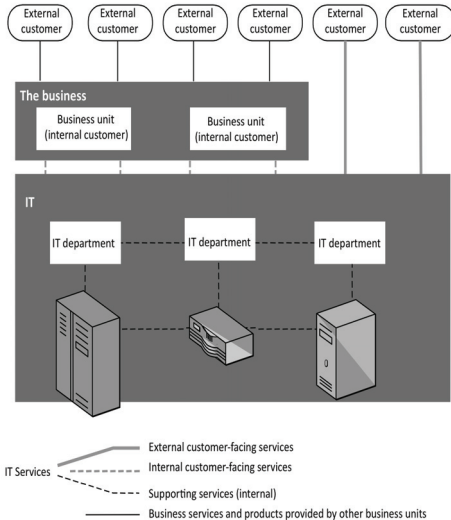 External External External External External External
customer customer customer customer customer customer
The business
Business unit Business unit
(internal customer) (internal customer)
IT
IT department IT department IT department
External customer-facing services
IT Services Internal customer-facing services
Supporting services (internal)
Business services and products provided by other business units